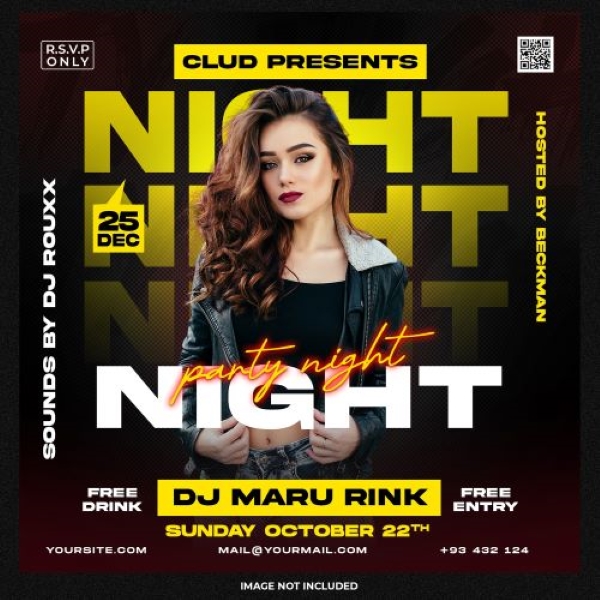 R.S.V.P
ONLY
CLUD PRESENTS
NIGHT
NIGHT
NIGHT
25
DEC
HOSTED BY BECKMAN
SOUNDS BY DJ ROUXX
party night
NIGHT
FREE
DRINK
DJ MARU RINK
FREE
ENTRY
SUNDAY OCTOBER 22TH
YOURSITE.COM
MAIL@YOURMAIL.COM
+93 432 124
IMAGE NOT INCLUDED